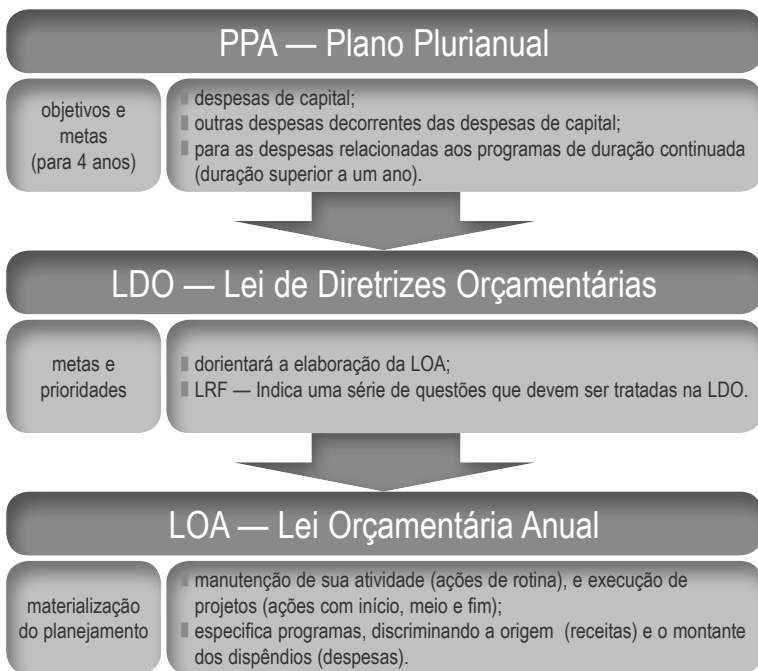 PPA — Plano Plurianual
objetivos e
metas
(para 4 anos)
despesas de capital;
outras despesas decorrentes das despesas de capital;
para as despesas relacionadas aos programas de duração continuada
(duração superior a um ano).
LDO — Lei de Diretrizes Orçamentárias
metas e
prioridades
dorientará a elaboração da LOA;
LRF — Indica uma série de questões que devem ser tratadas na LDO.
LOA — Lei Orçamentária Anual
materialização
do planejamento
manutenção de sua atividade (ações de rotina), e execução de
projetos (ações com início, meio e fim);
especifica programas, discriminando a origem (receitas) e o montante
dos dispêndios (despesas).